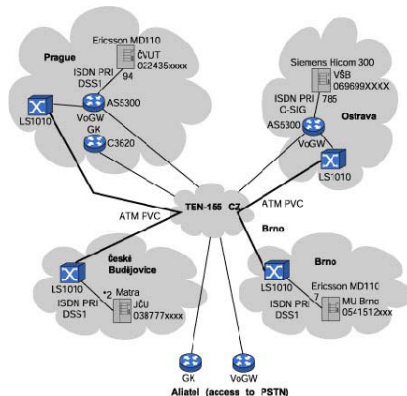 Ericsson MD110
Prague
ČVUT
022435xxxx
ISDN PRI
94
DSS1
AS5300
LS1010
VoGW
GK
C3620
Siemens Hicom 300
VŠB
069699XXXX
ISDN PRI
785
C-SIG
AS5300
Ostrava
VoGW
LS1010
TEN-155 CZ
ATM PVC
ATM PVC
Brno
České
Budějovice
LS1010
ISDN PRI
*2
Matra
DSS1
JČU
038777xxxx
Brno
LS1010
Ericsson MD110
7
ISDN PRI
MU Brno
DSS1
0541512xxx
GK
VoGW
Aliatel (access to PSTN)